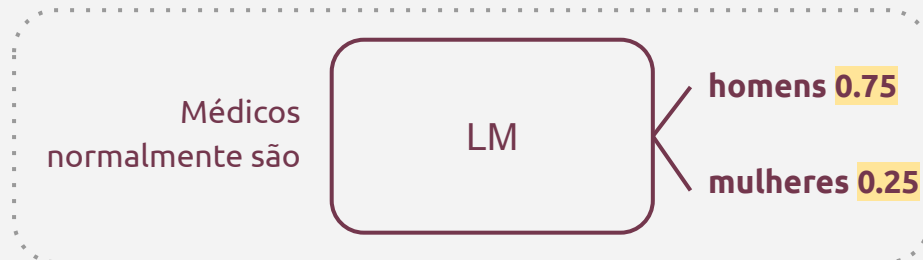 Médicos
normalmente são
LM
homens 0.75
mulheres 0.25